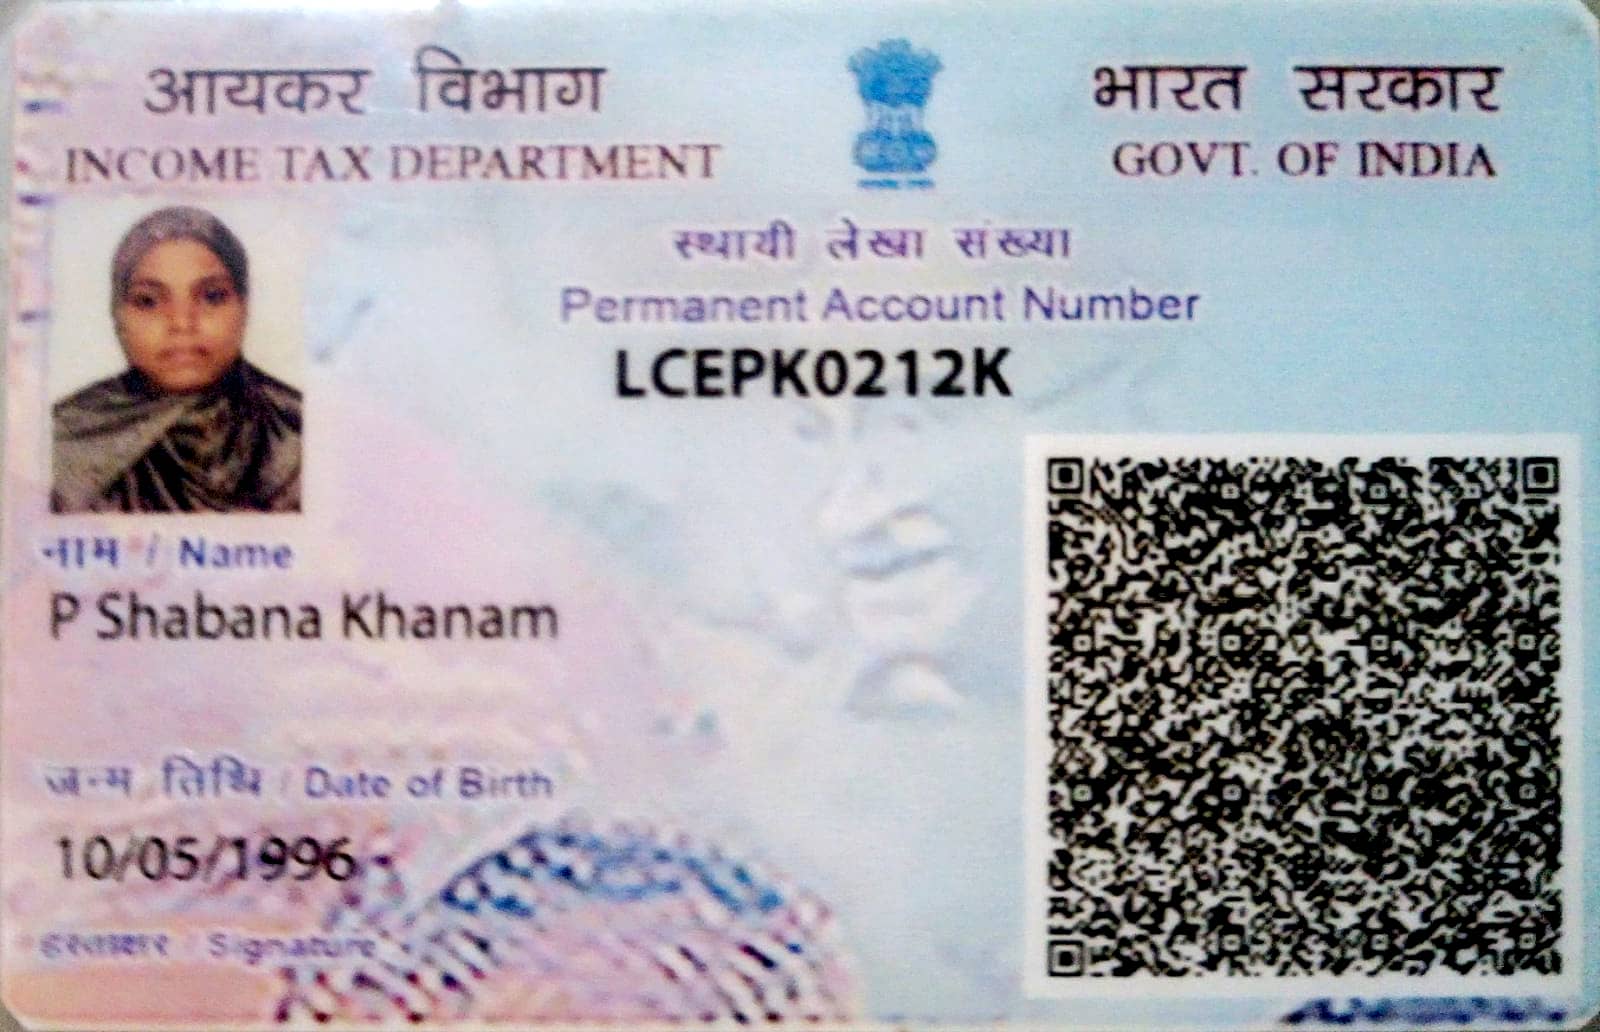 आयकर विभाग
INCOME TAX DEPARTMENT
भारत सरकार
GOVT. OF INDIA
स्थायी लेखा संख्या
Permanent Account Number
LCEPK0212K
नाम / Name
P Shabana Khanam
जन्म तिथि / Date of Birth
10/05/1996
हस्ताक्षर / Signature